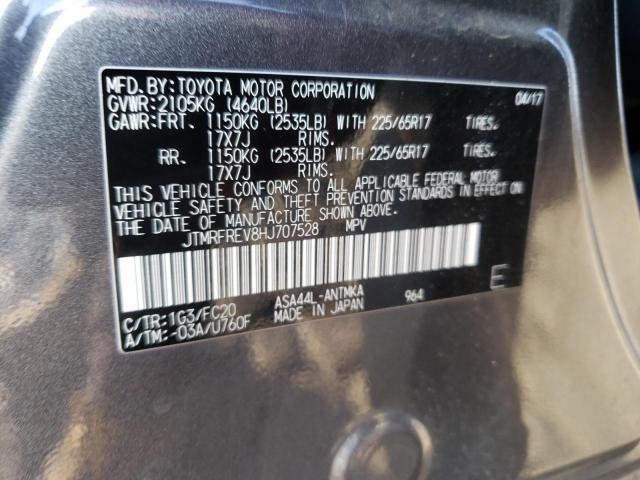 MFD. BY: TOYOTA MOTOR CORPORATION 04/17
GVWR: 2105KG (4640LB)
GAWR: FRT. 1150KG (2535LB) WITH 225/65R17 TIRES.
17X7J RIMS.
RR. 1150KG (2535LB) WITH 225/65R17 TIRES.
17X7J RIMS.
THIS VEHICLE CONFORMS TO ALL APPLICABLE FEDERAL MOTOR
VEHICLE SAFETY AND THEFT PREVENTION STANDARDS IN EFFECT ON
THE DATE OF MANUFACTURE SHOWN ABOVE.
JTMRFREV8HJ707528 MPV
C/TR: 1G3/FC20 ASA44L-ANTMKA 964 E
A/TM: -03A/U760F MADE IN JAPAN